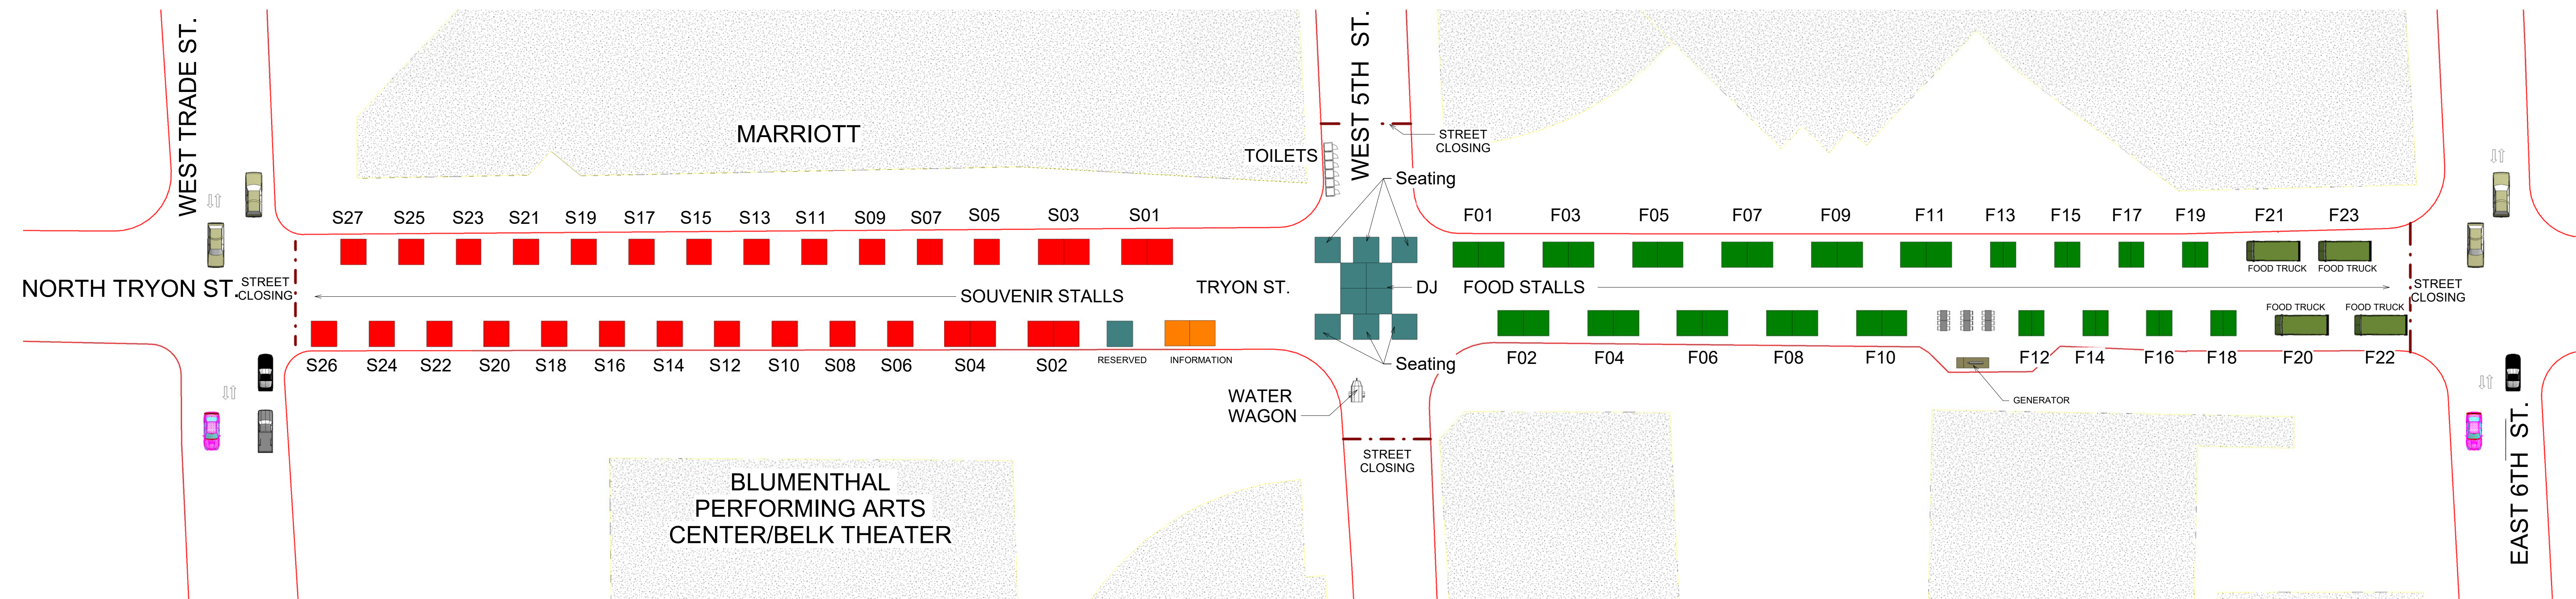 WEST TRADE ST.
MARRIOTT
WEST 5TH ST.
STREET
CLOSING
TOILETS
Seating
S27 S25 S23 S21 S19 S17 S15 S13 S11 S09 S07 S05 S03 S01
F01 F03 F05 F07 F09 F11 F13 F15 F17 F19 F21 F23
FOOD TRUCK FOOD TRUCK
NORTH TRYON ST.
STREET
CLOSING
SOUVENIR STALLS
TRYON ST.
DJ
FOOD STALLS
STREET
CLOSING
FOOD TRUCK FOOD TRUCK
RESERVED
INFORMATION
S26 S24 S22 S20 S18 S16 S14 S12 S10 S08 S06 S04 S02
Seating
F02 F04 F06 F08 F10 F12 F14 F16 F18 F20 F22
WATER
WAGON
GENERATOR
STREET
CLOSING
BLUMENTHAL
PERFORMING ARTS
CENTER/BELK THEATER
EAST 6TH ST.